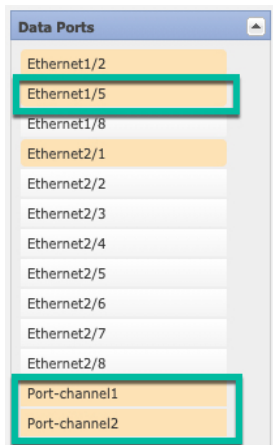 Data Ports
Ethernet1/2
Ethernet1/5
Ethernet1/8
Ethernet2/1
Ethernet2/2
Ethernet2/3
Ethernet2/4
Ethernet2/5
Ethernet2/6
Ethernet2/7
Ethernet2/8
Port-channel1
Port-channel2